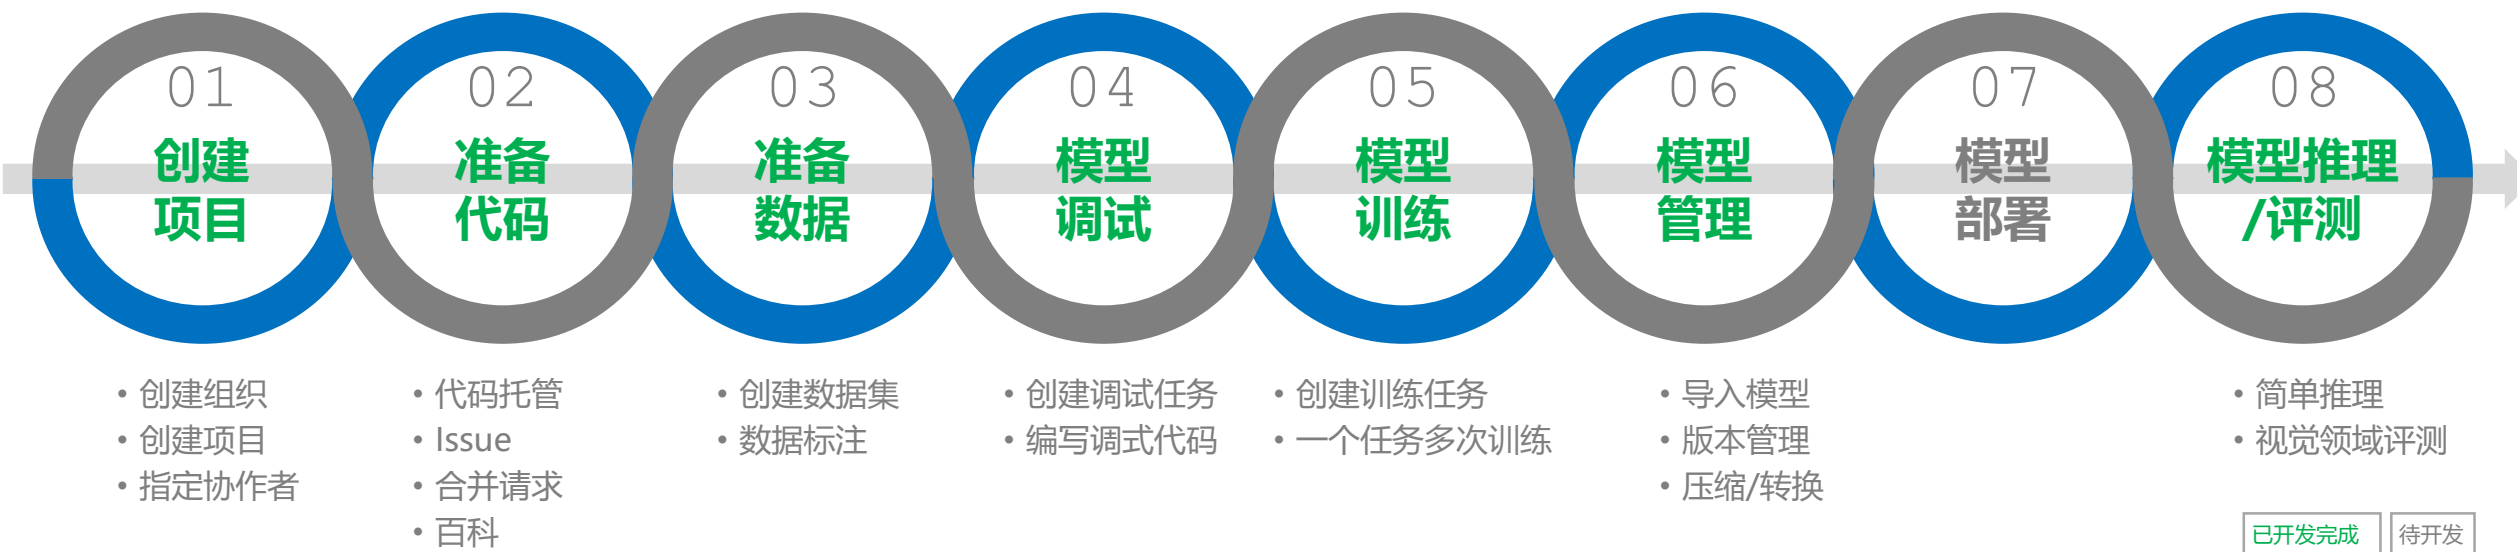 01
创建
项目
创建组织
创建项目
指定协作者
02
准备
代码
代码托管
Issue
合并请求
百科
03
准备
数据
创建数据集
数据标注
04
模型
调试
创建调试任务
编写调式代码
05
模型
训练
创建训练任务
一个任务多次训练
06
模型
管理
导入模型
版本管理
压缩/转换
07
模型
部署
08
模型推理
/评测
简单推理
视觉领域评测
已开发完成
待开发